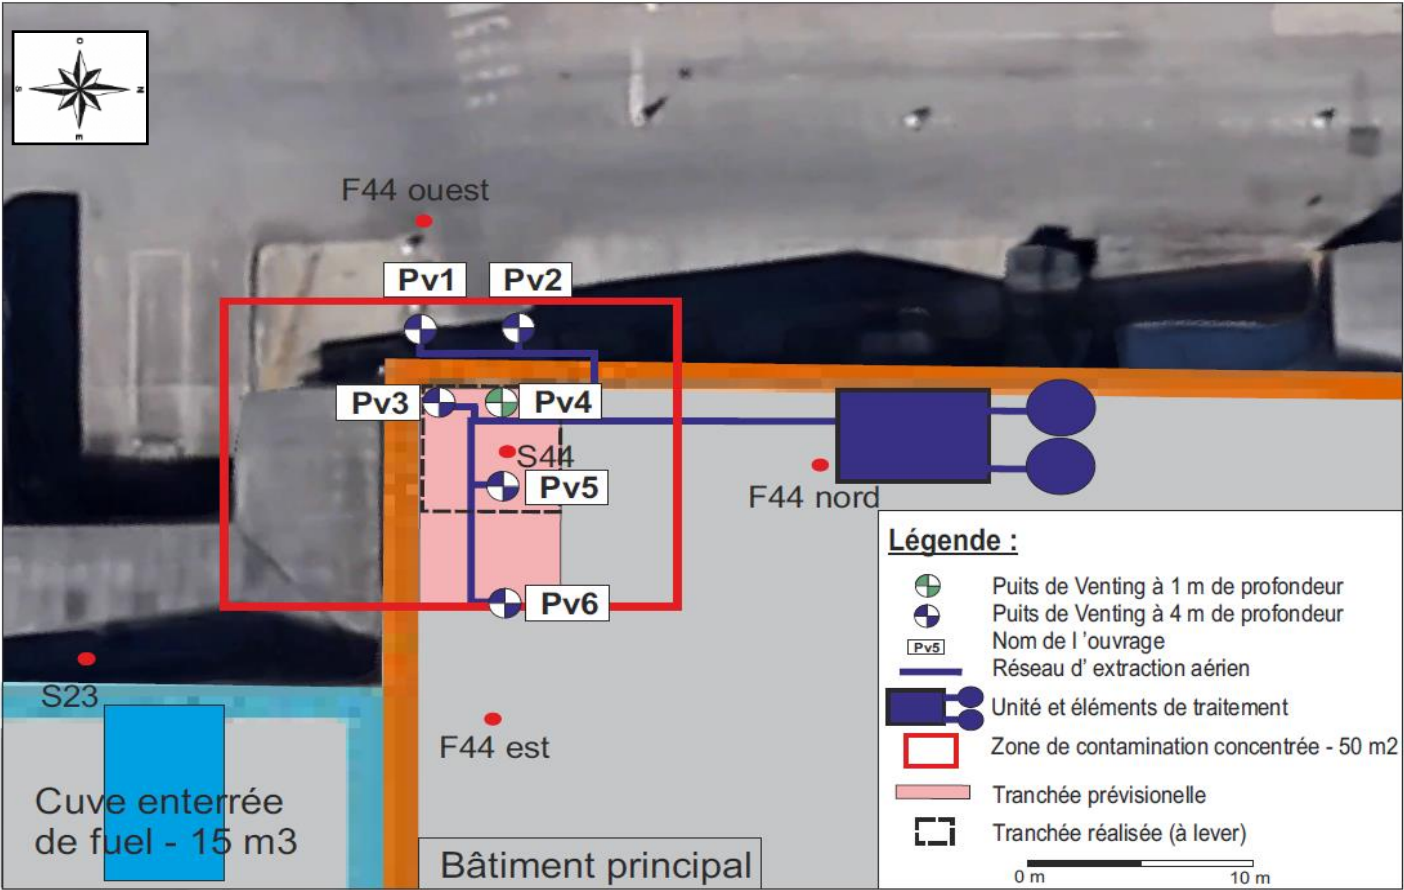 O
S
N
E
F44 ouest
Pv1
Pv2
Pv3
Pv4
S44
Pv5
F44 nord
Pv6
S23
F44 est
Cuve enterrée
de fuel - 15 m3
Bâtiment principal
Légende :
Puits de Venting à 1 m de profondeur
Puits de Venting à 4 m de profondeur
Pv5 Nom de l 'ouvrage
Réseau d' extraction aérien
Unité et éléments de traitement
Zone de contamination concentrée - 50 m2
Tranchée prévisionelle
Tranchée réalisée (à lever)
0 m 10 m